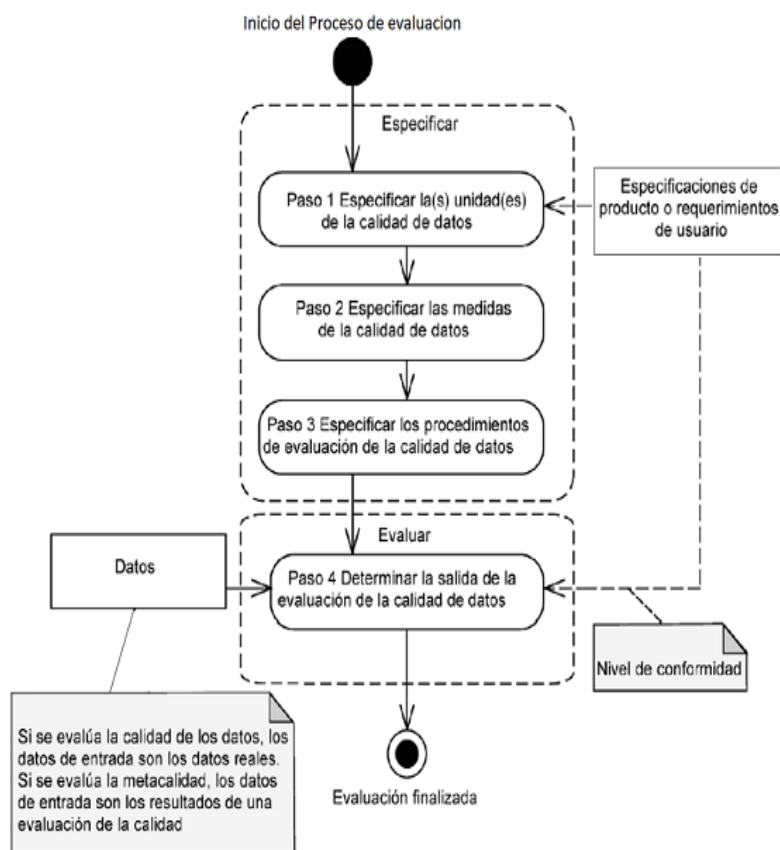 Inicio del Proceso de evaluacion
Especificar
Paso 1 Especificar la(s) unidad(es)
de la calidad de datos
Especificaciones de
producto o requerimientos
de usuario
Paso 2 Especificar las medidas
de la calidad de datos
Paso 3 Especificar los procedimientos
de evaluación de la calidad de datos
Evaluar
Datos
Paso 4 Determinar la salida de la
evaluación de la calidad de datos
Nivel de conformidad
Si se evalúa la calidad de los datos, los
datos de entrada son los datos reales.
Si se evalúa la metacalidad, los datos
de entrada son los resultados de una
evaluación de la calidad
Evaluación finalizada